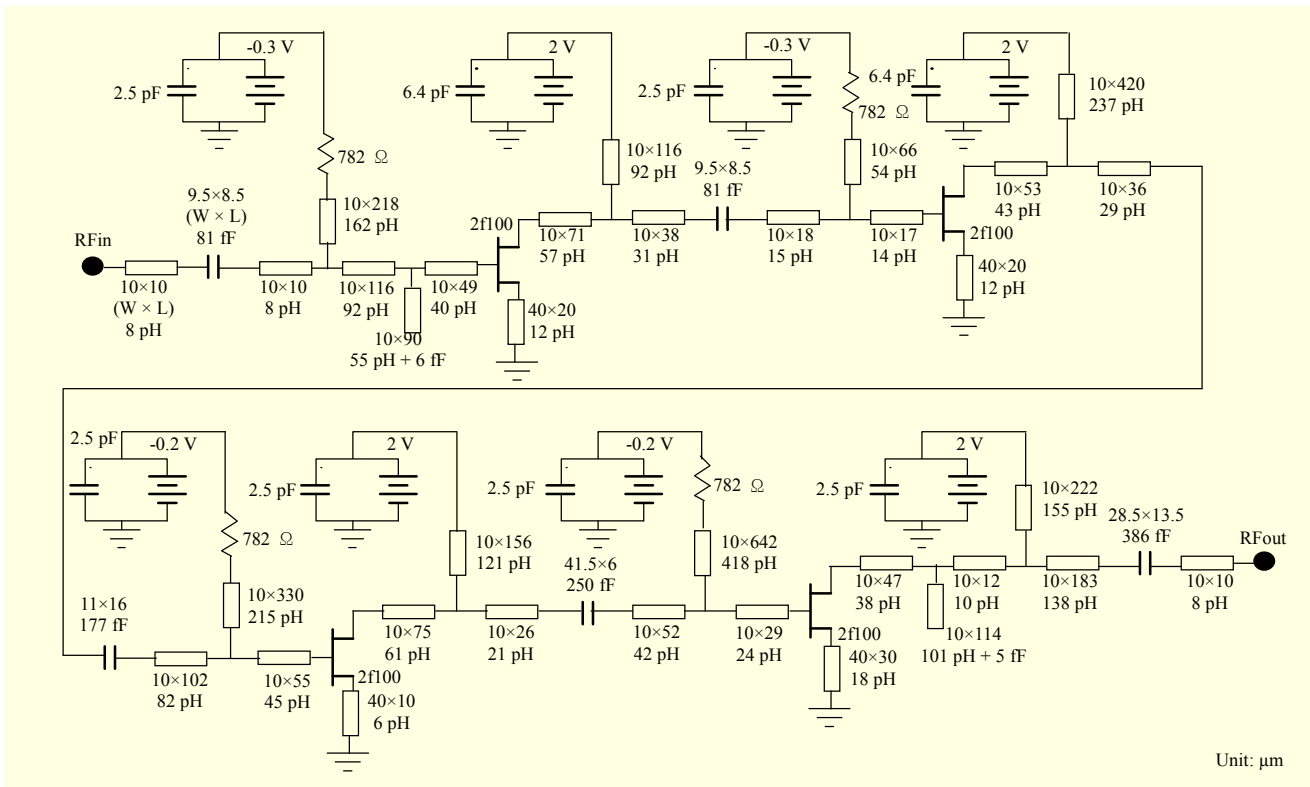 -0.3 V
2.5 pF
782 Ω
10×218
162 pH
9.5×8.5
(W × L)
81 fF
RFin
10×10
(W × L)
8 pH
10×10
8 pH
10×116
92 pH
10×90
55 pH + 6 fF
10×49
40 pH
2f100
40×20
12 pH
2 V
6.4 pF
10×116
92 pH
10×71
57 pH
10×38
31 pH
9.5×8.5
81 fF
-0.3 V
2.5 pF
782 Ω
10×66
54 pH
10×18
15 pH
10×17
14 pH
2f100
40×20
12 pH
2 V
6.4 pF
10×420
237 pH
10×53
43 pH
10×36
29 pH
2.5 pF
-0.2 V
782 Ω
10×330
215 pH
11×16
177 fF
10×102
82 pH
10×55
45 pH
2f100
40×10
6 pH
2 V
2.5 pF
10×156
121 pH
10×75
61 pH
10×26
21 pH
41.5×6
250 fF
-0.2 V
2.5 pF
782 Ω
10×642
418 pH
10×52
42 pH
10×29
24 pH
2f100
40×30
18 pH
2 V
2.5 pF
10×222
155 pH
10×47
38 pH
10×12
10 pH
10×114
101 pH + 5 fF
10×183
138 pH
28.5×13.5
386 fF
10×10
8 pH
RFout
Unit: μm